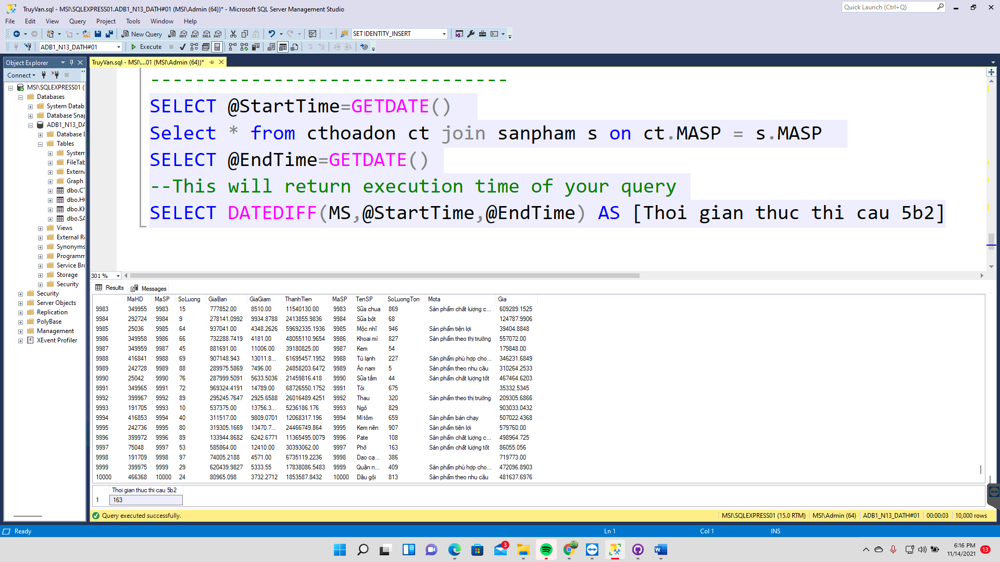 TruyVan.sql - MSI\SQLEXPRESS01.ADB1_N13_DATH#01 (MSI\Admin (64))* - Microsoft SQL Server Management Studio
Quick Launch (Ctrl+Q)
File Edit View Query Project Tools Window Help
New Query
MDX DMX XMLA DAX
SET IDENTITY_INSERT
ADB1_N13_DATH#01
Execute
Object Explorer
TruyVan.sql - MSI\...01 (MSI\Admin (64))*
Connect
MSI\SQLEXPRESS01 (
Databases
System Datab
Database Snap
ADB1_N13_DA
Database D
Tables
System
FileTab
Externa
Graph
dbo.CT
dbo.HO
dbo.KH
dbo.SA
Views
External Re
Synonyms
Programm
Service Bro
Storage
Security
Security
Server Objects
Replication
PolyBase
Management
XEvent Profiler
--------------------------------
SELECT @StartTime=GETDATE()
Select * from cthoadon ct join sanpham s on ct.MASP = s.MASP
SELECT @EndTime=GETDATE()
--This will return execution time of your query
SELECT DATEDIFF(MS,@StartTime,@EndTime) AS [Thoi gian thuc thi cau 5b2]
301 %
Results Messages
MaHD MaSP SoLuong GiaBan GiaGiam ThanhTien MaSP TenSP SoLuongTon Mota Gia
9983 349955 9983 15 777852.00 8510.00 11540130.00 9983 Sữa chua 869 Sản phẩm chất lượng c... 609289.1525
9984 292724 9984 9 278141.0992 9934.8788 2413855.9836 9984 Sữa bột 68 124787.9906
9985 25036 9985 64 937041.00 4348.2626 59692335.1936 9985 Mộc nhĩ 946 Sản phẩm tiện lợi 39404.8848
9986 349958 9986 66 732288.7419 4181.00 48055110.9654 9986 Khoai mì 827 Sản phẩm theo thị trường 557072.00
9987 349959 9987 45 881691.00 11006.00 39180825.00 9987 Kem 54 179848.00
9988 416841 9988 69 907148.943 13011.8... 61695457.1952 9988 Tủ lạnh 227 Sản phẩm phù hợp cho... 346231.6849
9989 242728 9989 88 289975.5869 7496.00 24858203.6472 9989 Áo nam 5 Sản phẩm theo nhu cầu 310264.2533
9990 25042 9990 76 287999.5091 5633.5036 21459816.418 9990 Sữa tắm 44 Sản phẩm chất lượng tốt 467464.6203
9991 349965 9991 72 969324.4191 14789.00 68726550.1752 9991 Tỏi 675 35332.5345
9992 399967 9992 89 295245.7647 2925.6588 26016489.4251 9992 Thau 320 Sản phẩm theo thị trường 209305.6866
9993 191705 9993 10 537375.00 13756.3... 5236186.176 9993 Ngô 829 903033.0432
9994 416853 9994 40 311517.00 9809.0701 12068317.196 9994 Mì tôm 659 Sản phẩm bán chạy 507022.4368
9995 242736 9995 80 319305.1669 13470.7... 24466749.864 9995 Kem nền 907 Sản phẩm tiện lợi 579760.00
9996 399972 9996 89 133944.8682 6242.6771 11365495.0079 9996 Pate 108 Sản phẩm chất lượng c... 498964.725
9997 75048 9997 53 585864.00 12410.00 30393062.00 9997 Phở 163 Sản phẩm chất lượng tốt 86055.056
9998 191709 9998 97 74005.2188 4571.00 6735119.2236 9998 Dao cạ... 386 719773.00
9999 399975 9999 29 620439.9827 5333.55 17838086.5483 9999 Quần n... 409 Sản phẩm phù hợp cho... 472096.8903
10000 466368 10000 24 80965.098 3732.2712 1853587.8432 10000 Dầu gội 813 Sản phẩm theo nhu cầu 481637.6976
Thoi gian thuc thi cau 5b2
1 163
Query executed successfully.
MSI\SQLEXPRESS01 (15.0 RTM) MSI\Admin (64) ADB1_N13_DATH#01 00:00:03 10,000 rows
Ready Ln 1 Col 1 INS
3
6:16 PM
11/14/2021
13